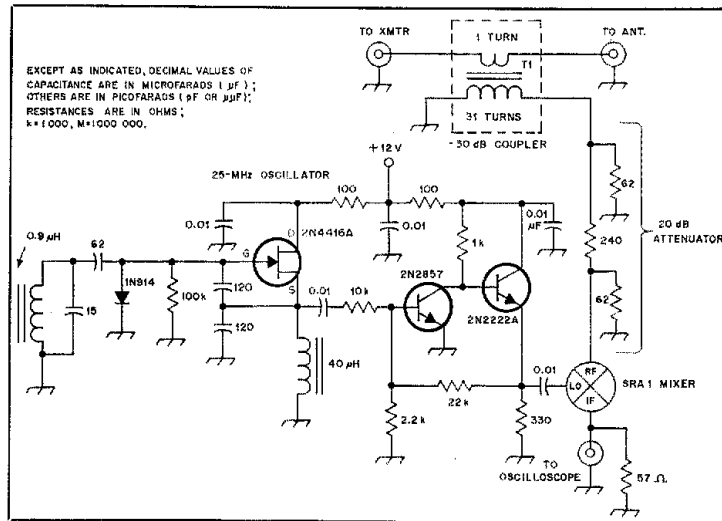 TO XMTR
1 TURN
TO ANT.
T1
31 TURNS
-30 dB COUPLER
EXCEPT AS INDICATED, DECIMAL VALUES OF
CAPACITANCE ARE IN MICROFARADS (µF);
OTHERS ARE IN PICOFARADS (pF OR µµF);
RESISTANCES ARE IN OHMS;
k=1000, M=1000 000.
+12V
25-MHz OSCILLATOR
100
100
62
0.01
0.01
0.01
µF
20 dB
ATTENUATOR
240
0.9 µH
62
D
2N4416A
G
S
1k
2N2857
2N2222A
62
15
1N914
100k
120
120
0.01
10k
40 µH
22k
0.01
RF
LO
IF
SRA 1 MIXER
2.2k
330
TO
OSCILLOSCOPE
57 Ω